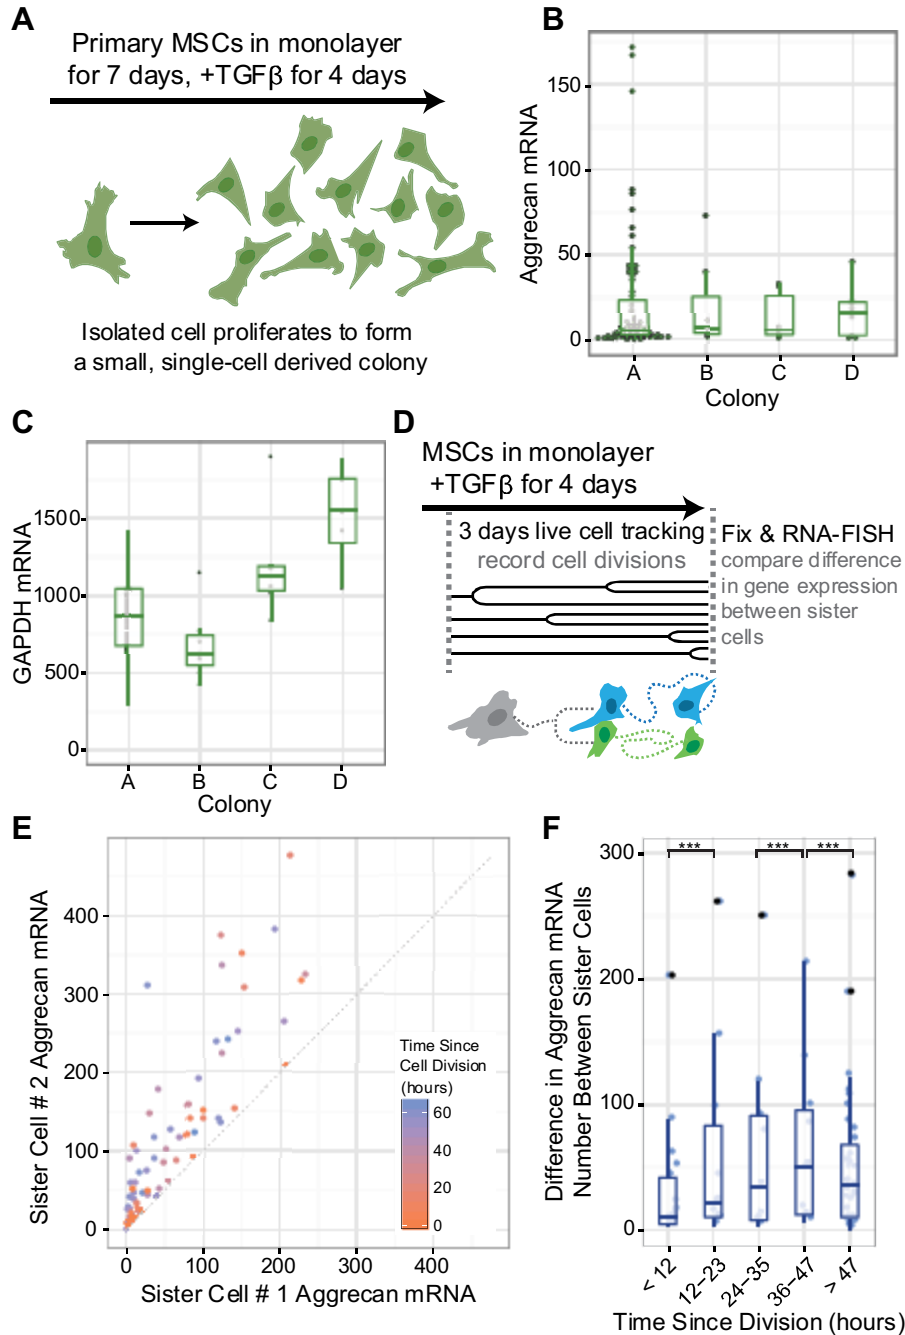 A
Primary MSCs in monolayer
for 7 days, +TGFβ for 4 days
Isolated cell proliferates to form
a small, single-cell derived colony
B
Aggrecan mRNA
150
100
50
0
A B C D
Colony
C
GAPDH mRNA
1500
1000
500
0
A B C D
Colony
D
MSCs in monolayer
+TGFβ for 4 days
3 days live cell tracking
record cell divisions
Fix & RNA-FISH
compare difference
in gene expression
between sister
cells
E
Sister Cell # 2 Aggrecan mRNA
400
300
200
100
0
0 100 200 300 400
Sister Cell # 1 Aggrecan mRNA
Time Since
Cell Division
(hours)
60
40
20
0
F
Difference in Aggrecan mRNA
Number Between Sister Cells
300
200
100
0
*** *** ***
< 12 12–23 24–35 36–47 > 47
Time Since Division (hours)